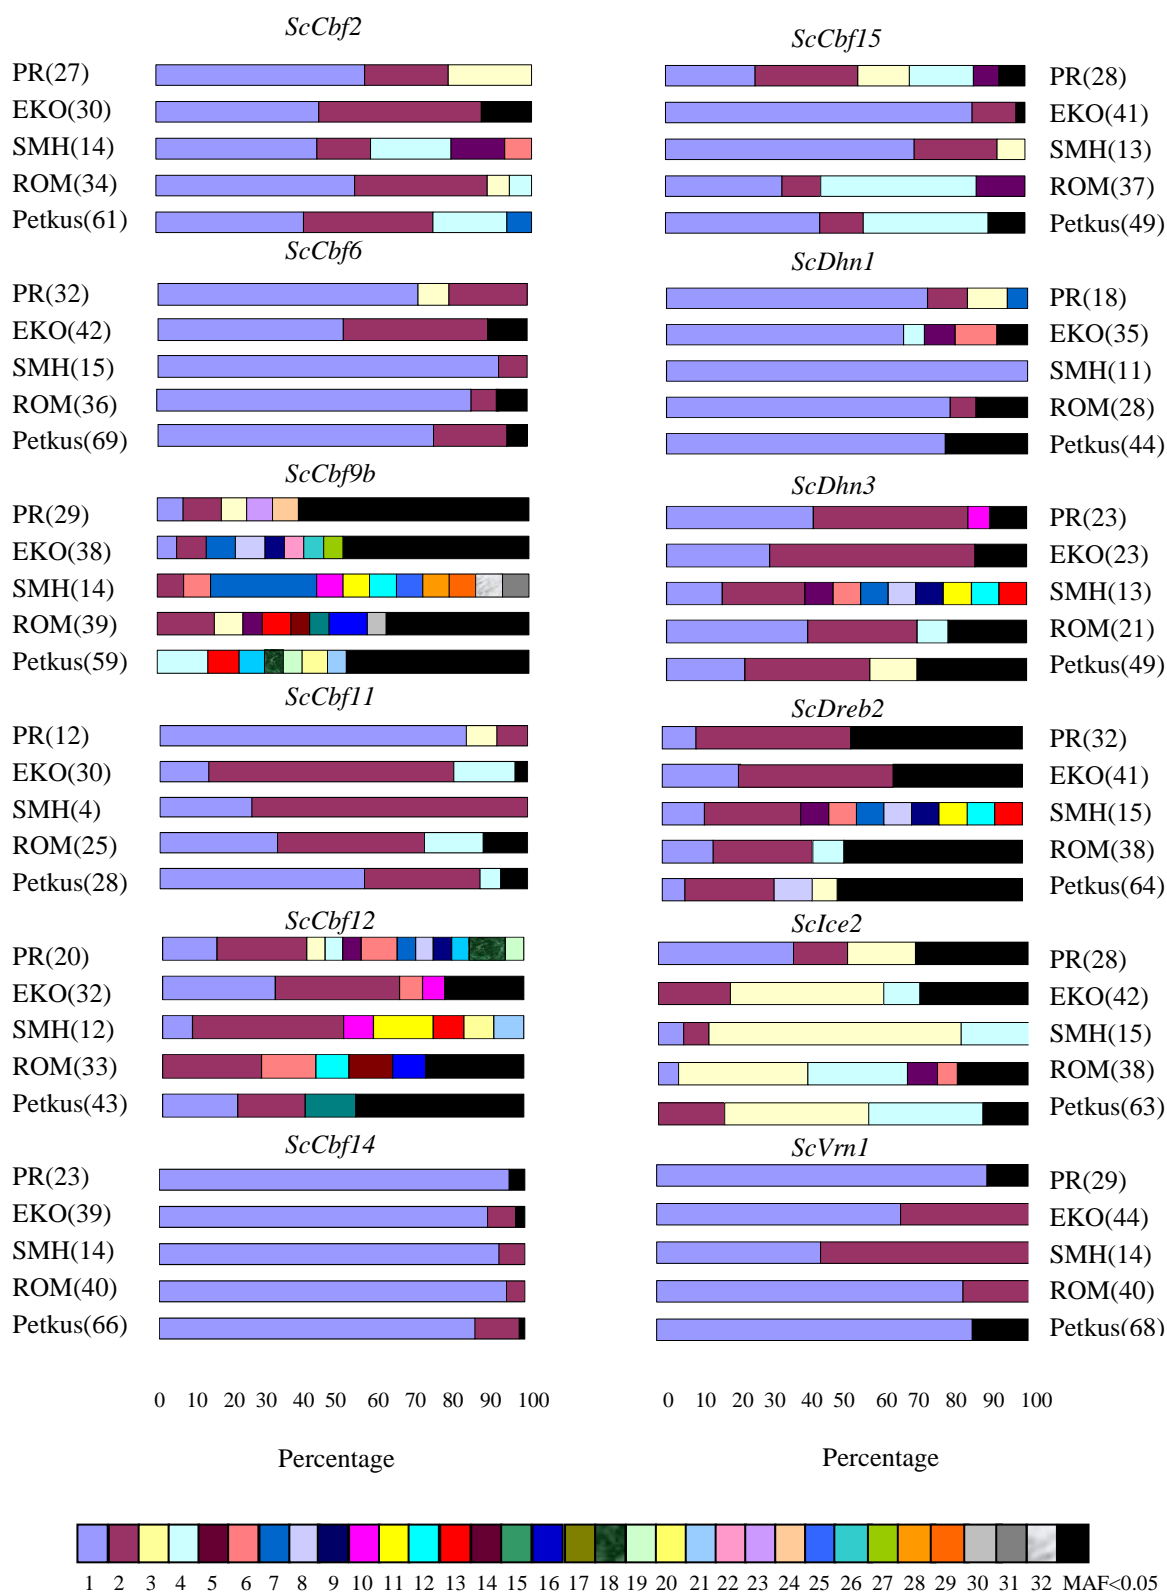 ScCbf2
PR(27)
EKO(30)
SMH(14)
ROM(34)
Petkus(61)
ScCbf6
PR(32)
EKO(42)
SMH(15)
ROM(36)
Petkus(69)
ScCbf9b
PR(29)
EKO(38)
SMH(14)
ROM(39)
Petkus(59)
ScCbf11
PR(12)
EKO(30)
SMH(4)
ROM(25)
Petkus(28)
ScCbf12
PR(20)
EKO(32)
SMH(12)
ROM(33)
Petkus(43)
ScCbf14
PR(23)
EKO(39)
SMH(14)
ROM(40)
Petkus(66)
0 10 20 30 40 50 60 70 80 90 100
Percentage
ScCbf15
PR(28)
EKO(41)
SMH(13)
ROM(37)
Petkus(49)
ScDhn1
PR(18)
EKO(35)
SMH(11)
ROM(28)
Petkus(44)
ScDhn3
PR(23)
EKO(23)
SMH(13)
ROM(21)
Petkus(49)
ScDreb2
PR(32)
EKO(41)
SMH(15)
ROM(38)
Petkus(64)
ScIce2
PR(28)
EKO(42)
SMH(15)
ROM(38)
Petkus(63)
ScVrn1
PR(29)
EKO(44)
SMH(14)
ROM(40)
Petkus(68)
0 10 20 30 40 50 60 70 80 90 100
Percentage
1 2 3 4 5 6 7 8 9 10 11 12 13 14 15 16 17 18 19 20 21 22 23 24 25 26 27 28 29 30 31 32 MAF<0.05